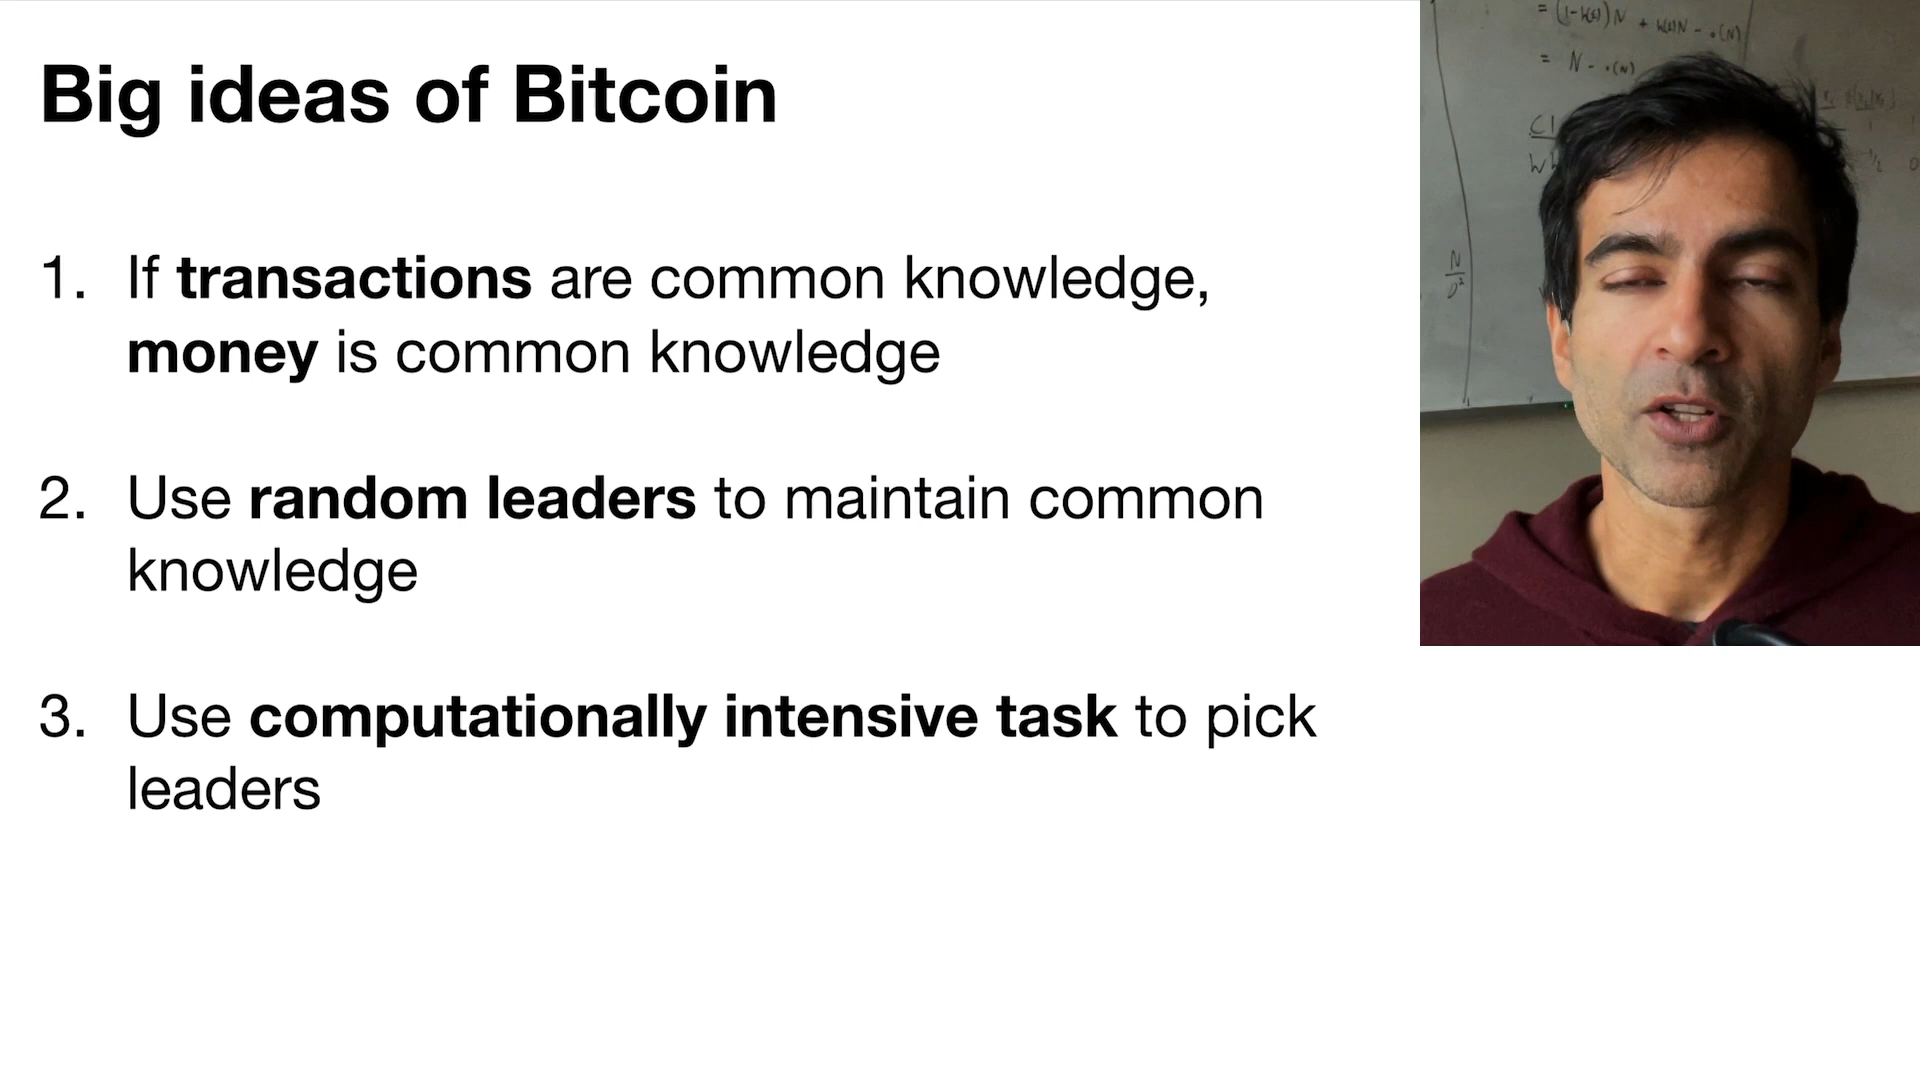 Big ideas of Bitcoin
1. If transactions are common knowledge,
money is common knowledge
2. Use random leaders to maintain common
knowledge
3. Use computationally intensive task to pick
leaders
= (1-k(ε))N + k(ε)N - o(N)
= N - o(N)
N